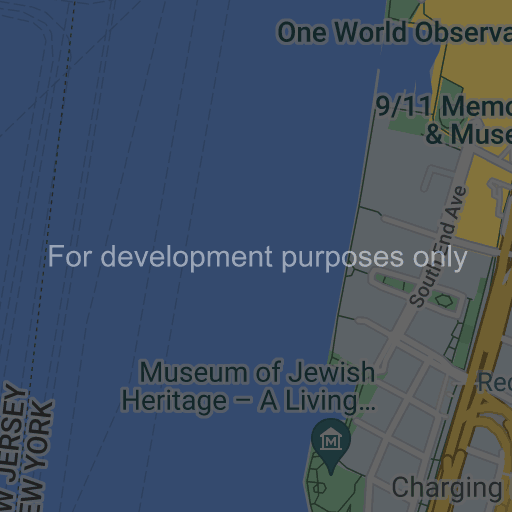 One World Observa
9/11 Memo
& Muse
South End Ave
For development purposes only
Museum of Jewish
Heritage – A Living...
Rec
W JERSEY
EW YORK
Charging